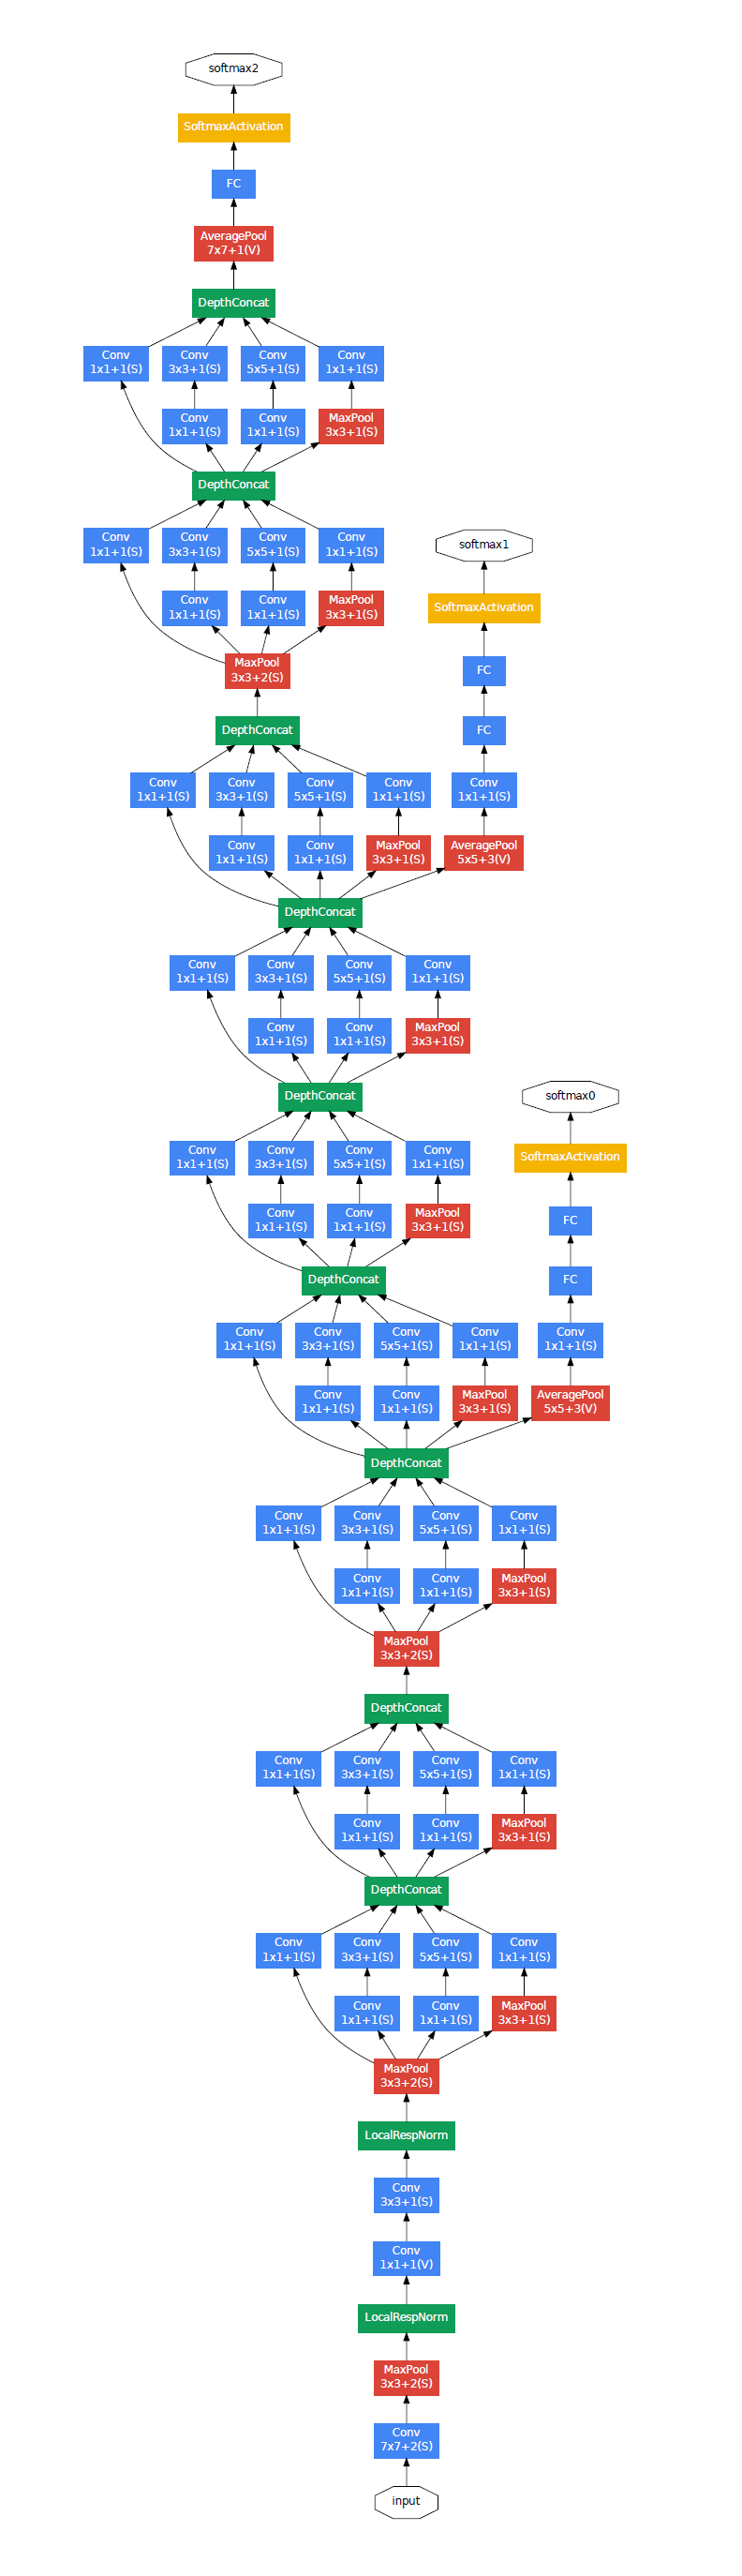 softmax2
SoftmaxActivation
FC
AveragePool
7x7+1(V)
DepthConcat
Conv Conv Conv Conv
1x1+1(S) 3x3+1(S) 5x5+1(S) 1x1+1(S)
Conv Conv MaxPool
1x1+1(S) 1x1+1(S) 3x3+1(S)
DepthConcat
Conv Conv Conv Conv
1x1+1(S) 3x3+1(S) 5x5+1(S) 1x1+1(S)
softmax1
Conv Conv MaxPool SoftmaxActivation
1x1+1(S) 1x1+1(S) 3x3+1(S)
MaxPool FC
3x3+2(S)
DepthConcat FC
Conv Conv Conv Conv Conv
1x1+1(S) 3x3+1(S) 5x5+1(S) 1x1+1(S) 1x1+1(S)
Conv Conv MaxPool AveragePool
1x1+1(S) 1x1+1(S) 3x3+1(S) 5x5+3(V)
DepthConcat
Conv Conv Conv Conv
1x1+1(S) 3x3+1(S) 5x5+1(S) 1x1+1(S)
Conv Conv MaxPool
1x1+1(S) 1x1+1(S) 3x3+1(S)
DepthConcat softmax0
Conv Conv Conv Conv SoftmaxActivation
1x1+1(S) 3x3+1(S) 5x5+1(S) 1x1+1(S)
Conv Conv MaxPool FC
1x1+1(S) 1x1+1(S) 3x3+1(S)
DepthConcat FC
Conv Conv Conv Conv Conv
1x1+1(S) 3x3+1(S) 5x5+1(S) 1x1+1(S) 1x1+1(S)
Conv Conv MaxPool AveragePool
1x1+1(S) 1x1+1(S) 3x3+1(S) 5x5+3(V)
DepthConcat
Conv Conv Conv Conv
1x1+1(S) 3x3+1(S) 5x5+1(S) 1x1+1(S)
Conv Conv MaxPool
1x1+1(S) 1x1+1(S) 3x3+1(S)
MaxPool
3x3+2(S)
DepthConcat
Conv Conv Conv Conv
1x1+1(S) 3x3+1(S) 5x5+1(S) 1x1+1(S)
Conv Conv MaxPool
1x1+1(S) 1x1+1(S) 3x3+1(S)
DepthConcat
Conv Conv Conv Conv
1x1+1(S) 3x3+1(S) 5x5+1(S) 1x1+1(S)
Conv Conv MaxPool
1x1+1(S) 1x1+1(S) 3x3+1(S)
MaxPool
3x3+2(S)
LocalRespNorm
Conv
3x3+1(S)
Conv
1x1+1(V)
LocalRespNorm
MaxPool
3x3+2(S)
Conv
7x7+2(S)
input